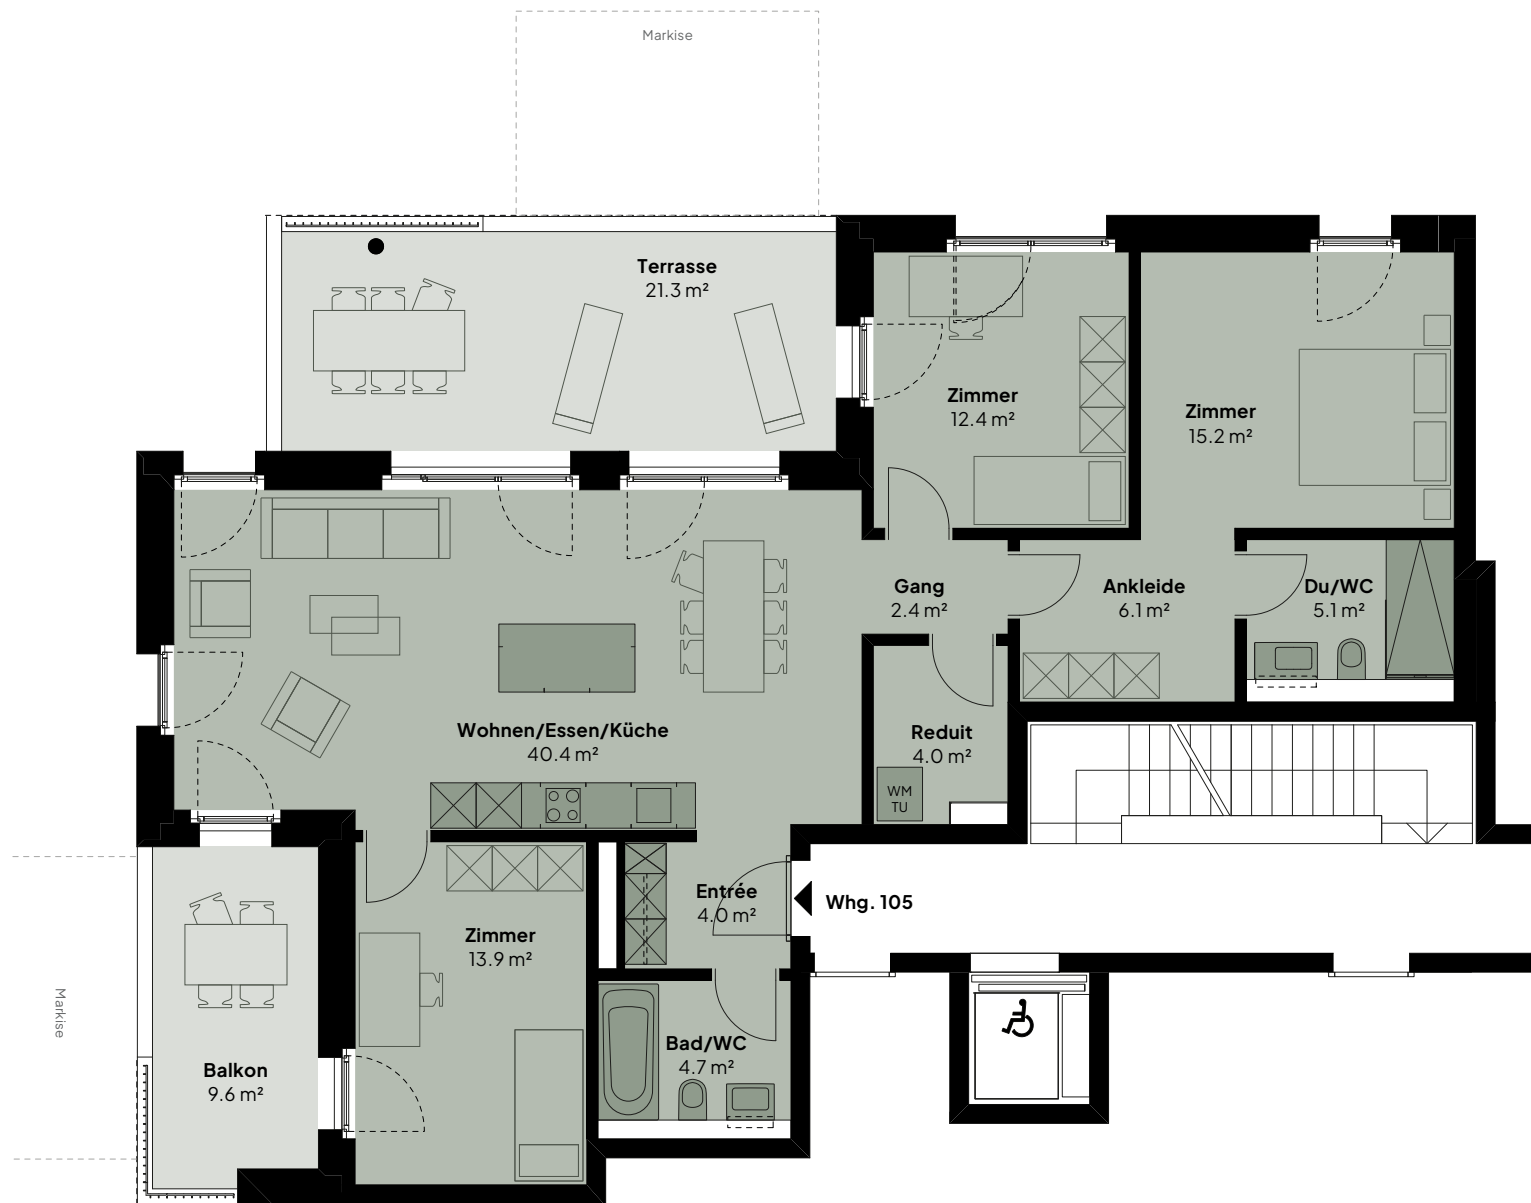 Markise
Terrasse
21.3 m²
Zimmer
12.4 m²
Zimmer
15.2 m²
Gang
2.4 m²
Ankleide
6.1 m²
Du/WC
5.1 m²
Wohnen/Essen/Küche
40.4 m²
Reduit
4.0 m²
WM
TU
Entrée
4.0 m²
Whg. 105
Zimmer
13.9 m²
Markise
Bad/WC
4.7 m²
Balkon
9.6 m²